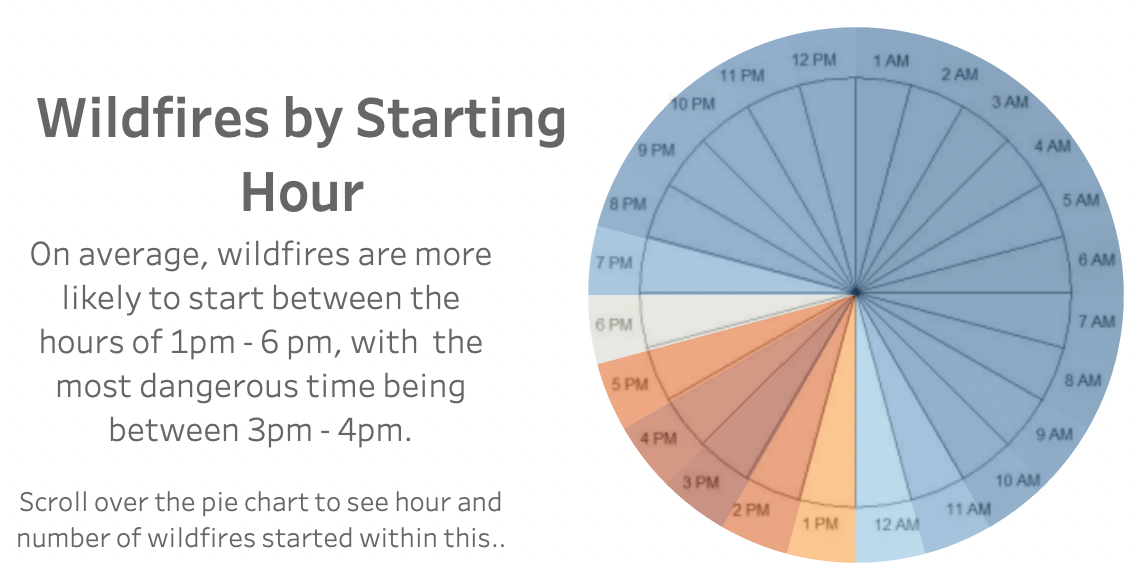 Wildfires by Starting
Hour
On average, wildfires are more
likely to start between the
hours of 1pm - 6 pm, with  the
most dangerous time being
between 3pm - 4pm.
Scroll over the pie chart to see hour and
number of wildfires started within this..
12 PM
1 AM
2 AM
3 AM
4 AM
5 AM
6 AM
7 AM
8 AM
9 AM
10 AM
11 AM
12 AM
1 PM
2 PM
3 PM
4 PM
5 PM
6 PM
7 PM
8 PM
9 PM
10 PM
11 PM